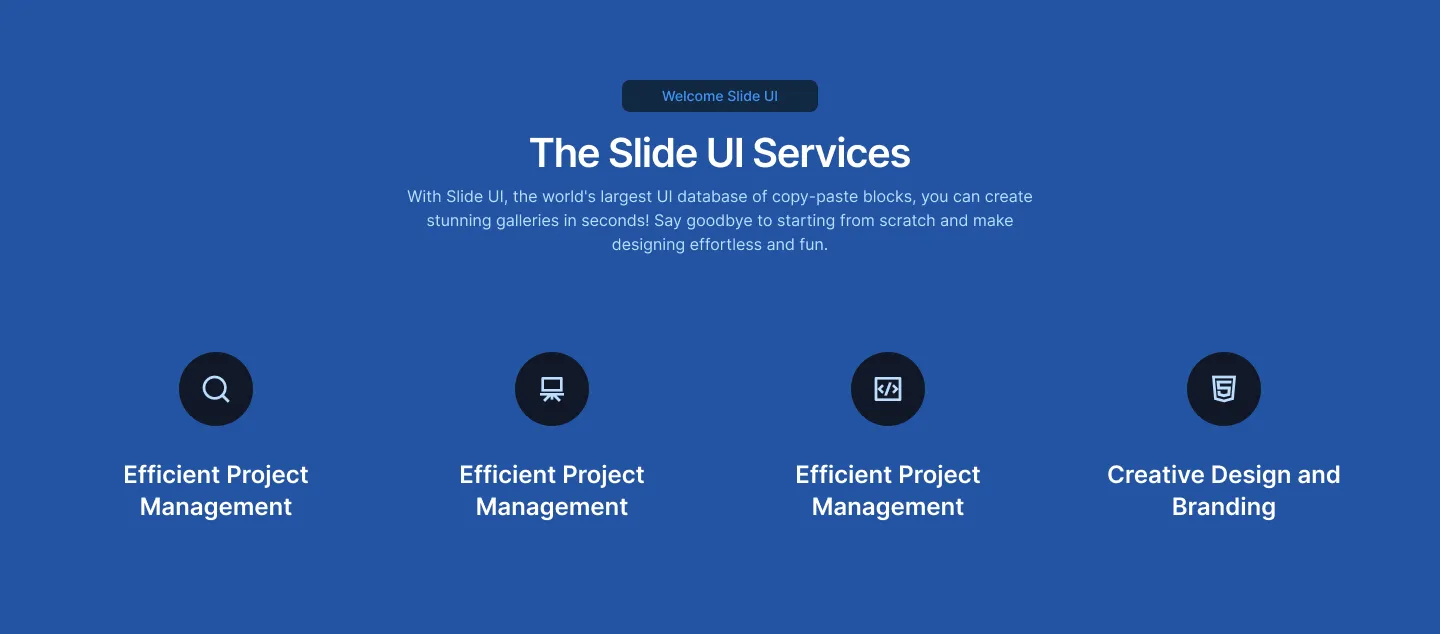 Welcome Slide UI
The Slide UI Services
With Slide UI, the world's largest UI database of copy-paste blocks, you can create
stunning galleries in seconds! Say goodbye to starting from scratch and make
designing effortless and fun.
Efficient Project
Management
Efficient Project
Management
Efficient Project
Management
Creative Design and
Branding